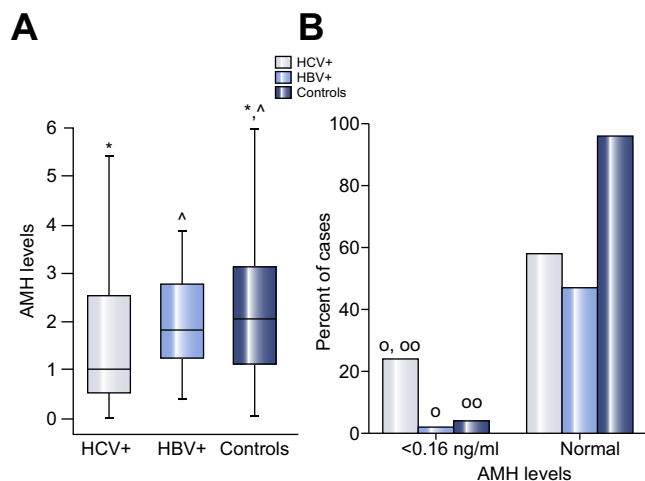 A
B
HCV+
HBV+
Controls
*,^
*
^
6
5
4
3
2
1
0
AMH levels
HCV+ HBV+ Controls
100
80
60
40
20
0
Percent of cases
o, oo
o
oo
<0.16 ng/ml Normal
AMH levels